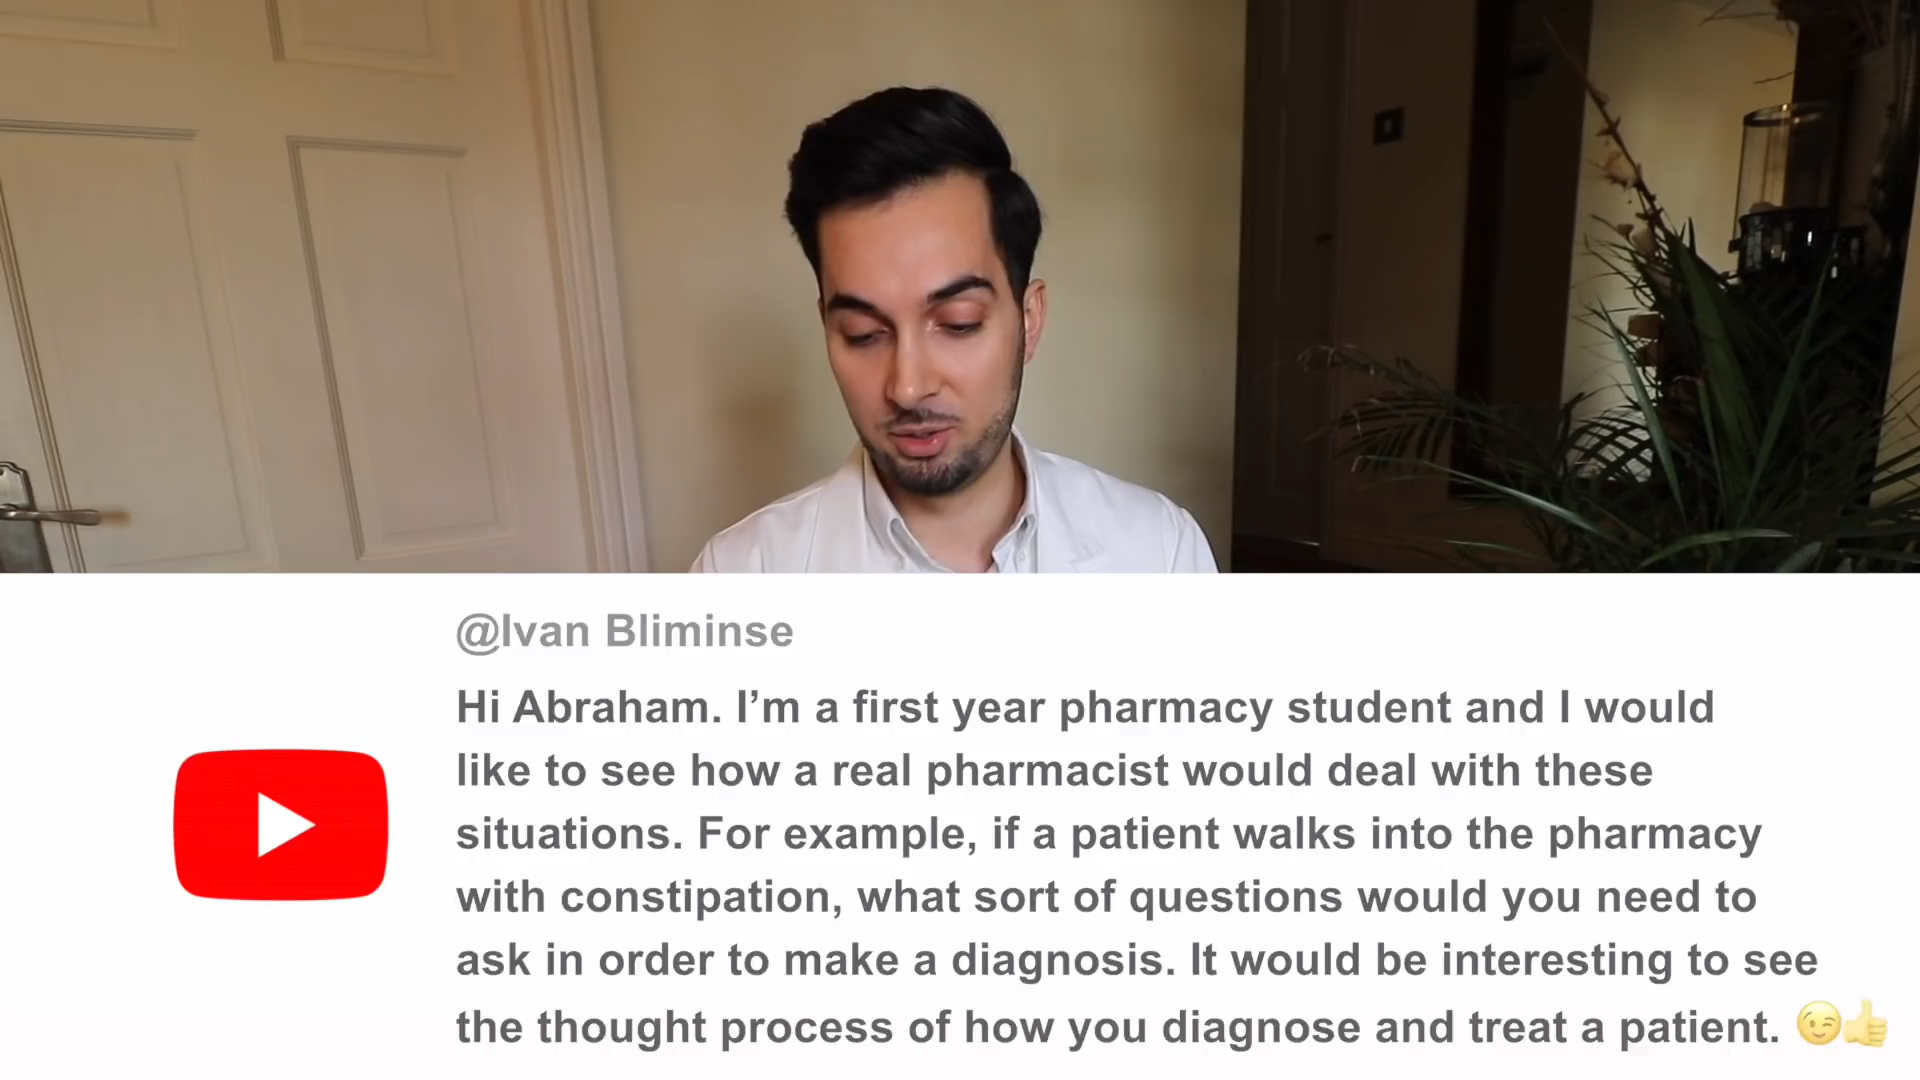 @Ivan Bliminse
Hi Abraham. I’m a first year pharmacy student and I would
like to see how a real pharmacist would deal with these
situations. For example, if a patient walks into the pharmacy
with constipation, what sort of questions would you need to
ask in order to make a diagnosis. It would be interesting to see
the thought process of how you diagnose and treat a patient. 😉👍